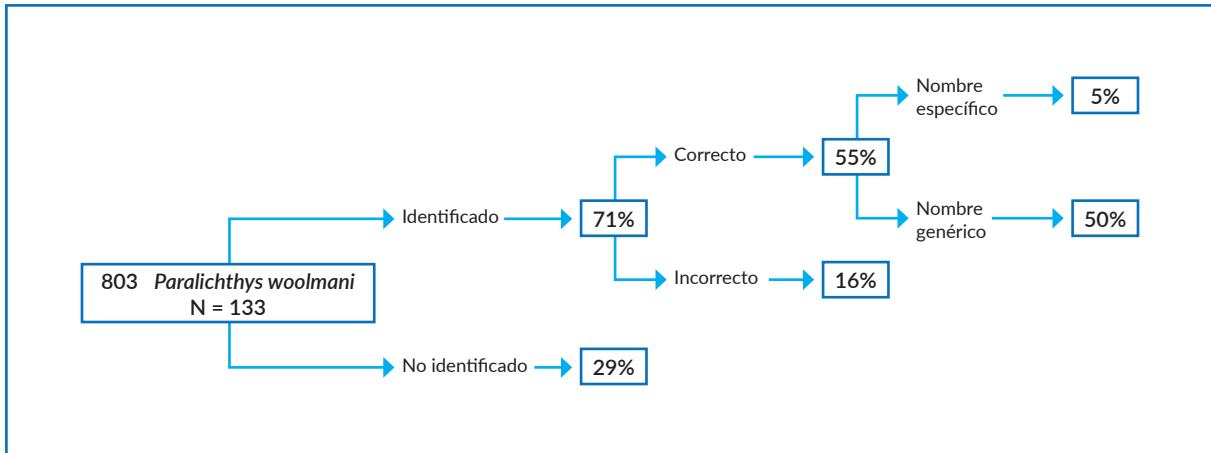 Nombre
específico
5%
Correcto
55%
Identificado
71%
Nombre
genérico
50%
Incorrecto
16%
803 Paralichthys woolmani
N = 133
No identificado
29%